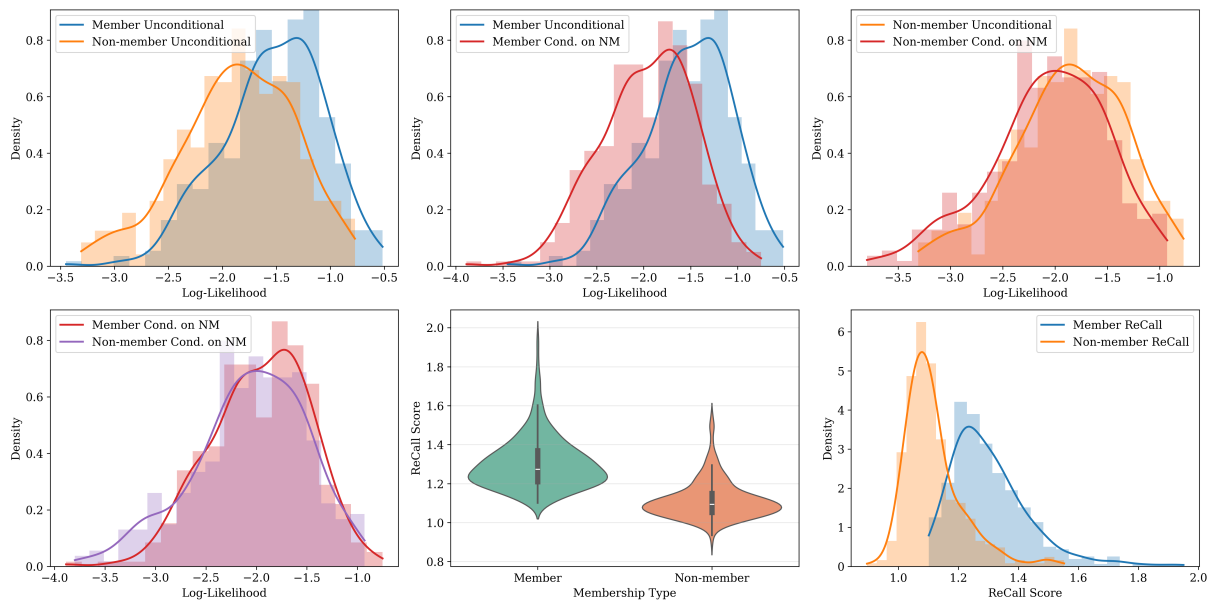 Member Unconditional
Non-member Unconditional
Density
0.8
0.6
0.4
0.2
0.0
−3.5 −3.0 −2.5 −2.0 −1.5 −1.0 −0.5
Log-Likelihood
Member Unconditional
Member Cond. on NM
Density
0.8
0.6
0.4
0.2
0.0
−4.0 −3.5 −3.0 −2.5 −2.0 −1.5 −1.0 −0.5
Log-Likelihood
Non-member Unconditional
Non-member Cond. on NM
Density
0.8
0.6
0.4
0.2
0.0
−3.5 −3.0 −2.5 −2.0 −1.5 −1.0
Log-Likelihood
Member Cond. on NM
Non-member Cond. on NM
Density
0.8
0.6
0.4
0.2
0.0
−4.0 −3.5 −3.0 −2.5 −2.0 −1.5 −1.0
Log-Likelihood
ReCall Score
2.0
1.8
1.6
1.4
1.2
1.0
0.8
Member Non-member
Membership Type
Member ReCall
Non-member ReCall
Density
6
5
4
3
2
1
0
1.0 1.2 1.4 1.6 1.8 2.0
ReCall Score